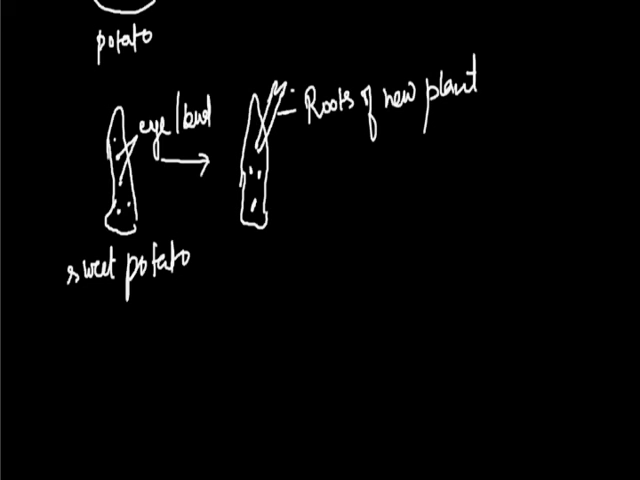 potato
eye/bud
Roots of new plant
sweet potato